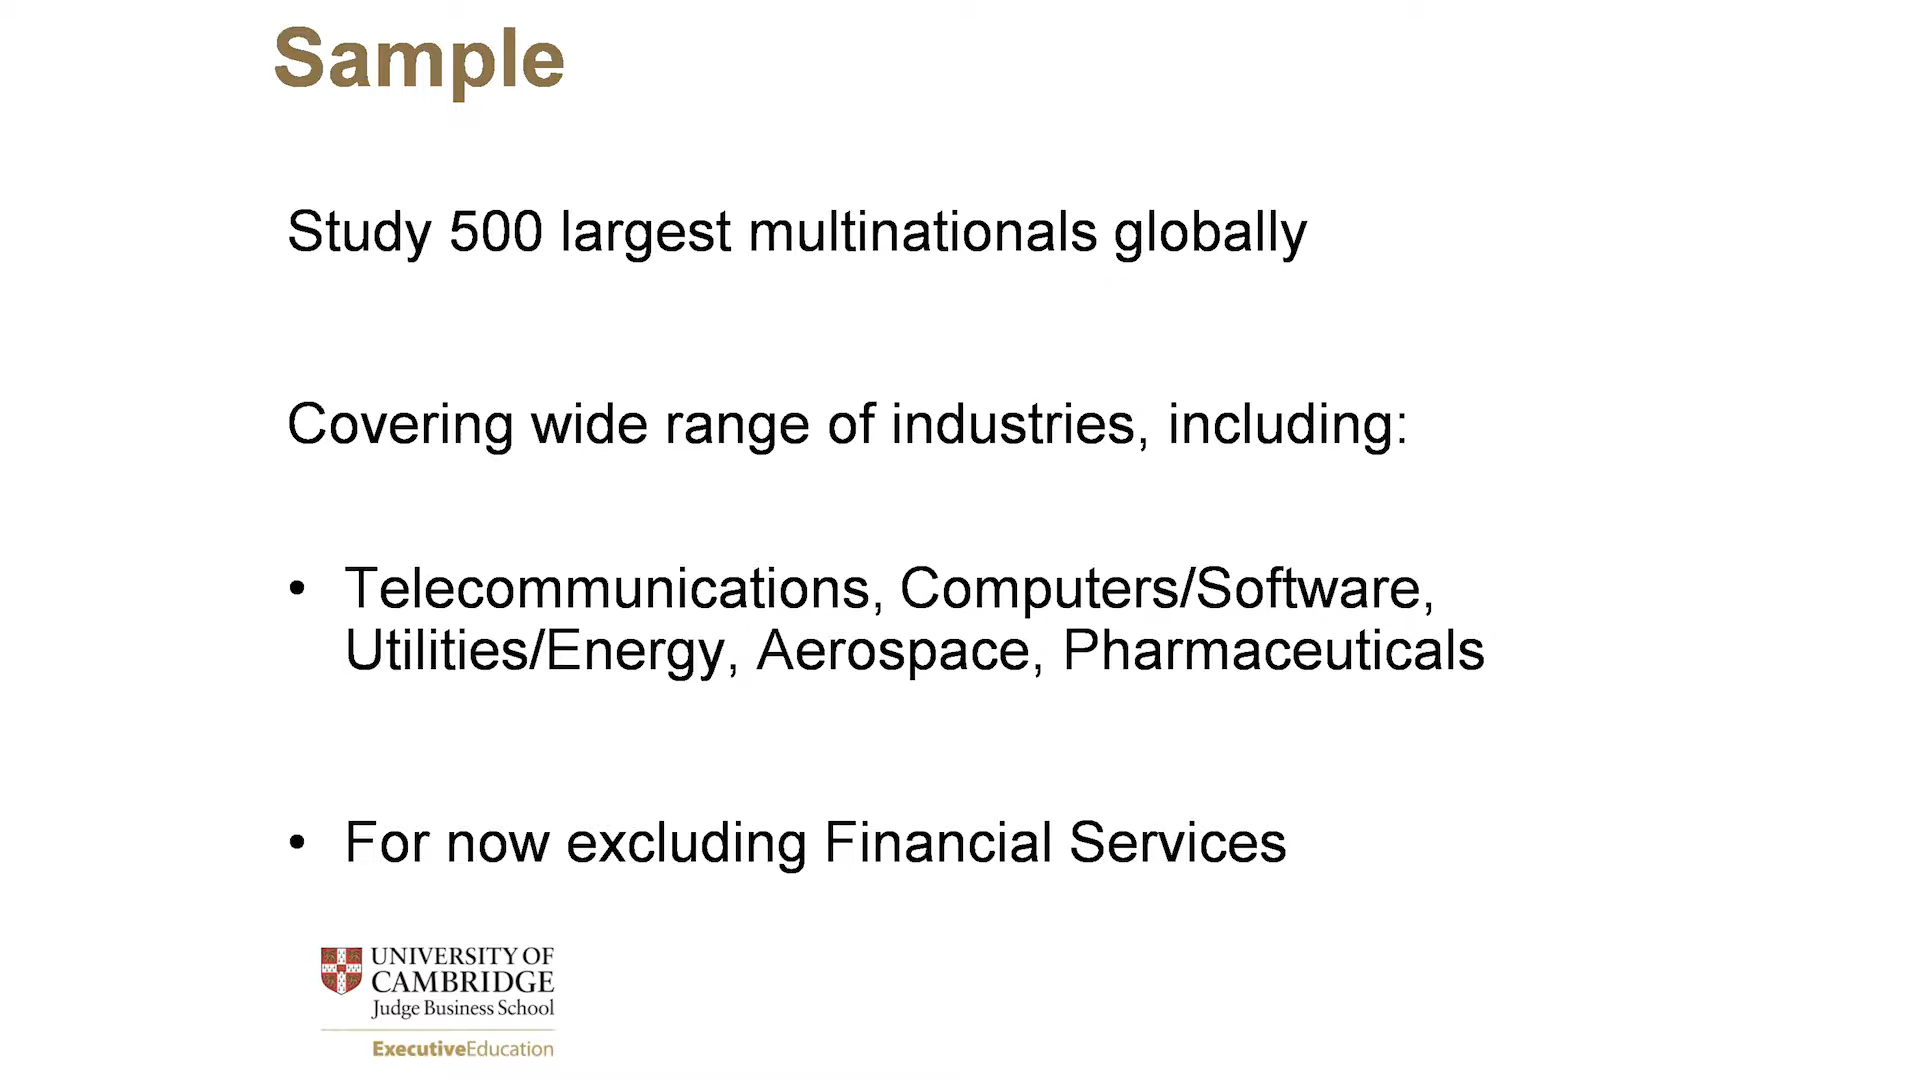 Sample
Study 500 largest multinationals globally
Covering wide range of industries, including:
• Telecommunications, Computers/Software,
Utilities/Energy, Aerospace, Pharmaceuticals
• For now excluding Financial Services
UNIVERSITY OF
CAMBRIDGE
Judge Business School
ExecutiveEducation